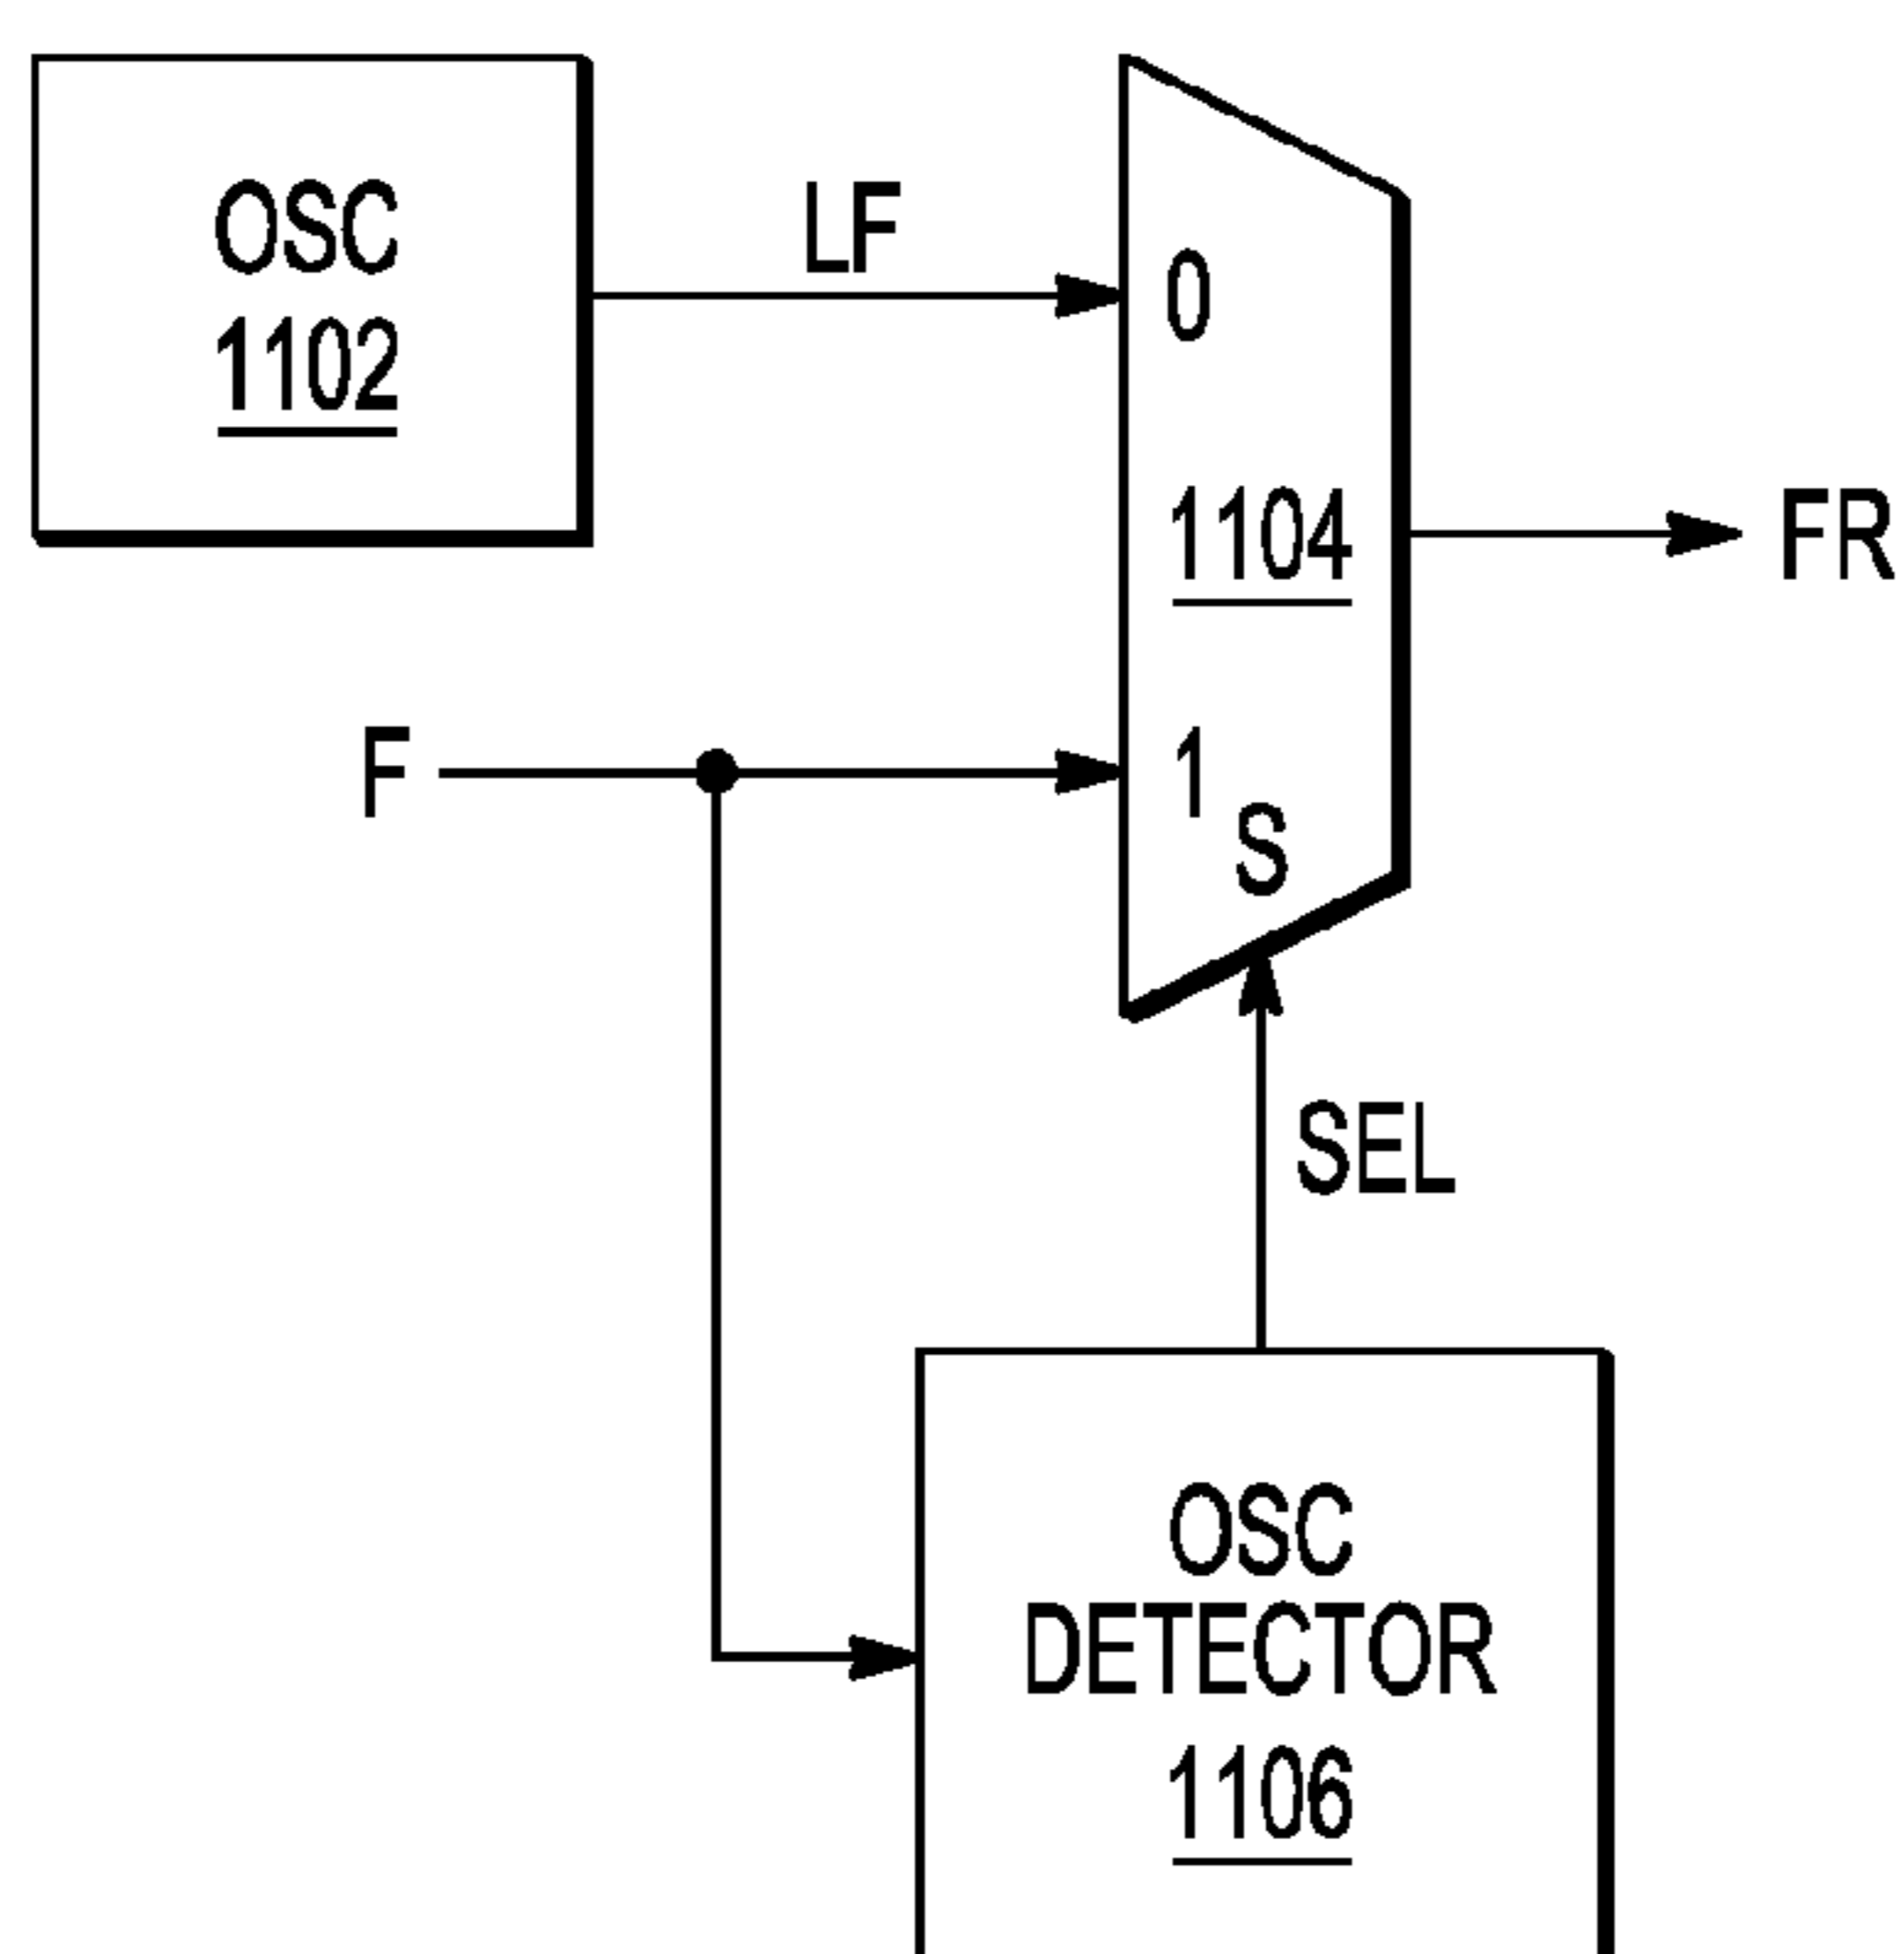 OSC
1102
LF
0
1104
FR
F
1
S
SEL
OSC
DETECTOR
1106